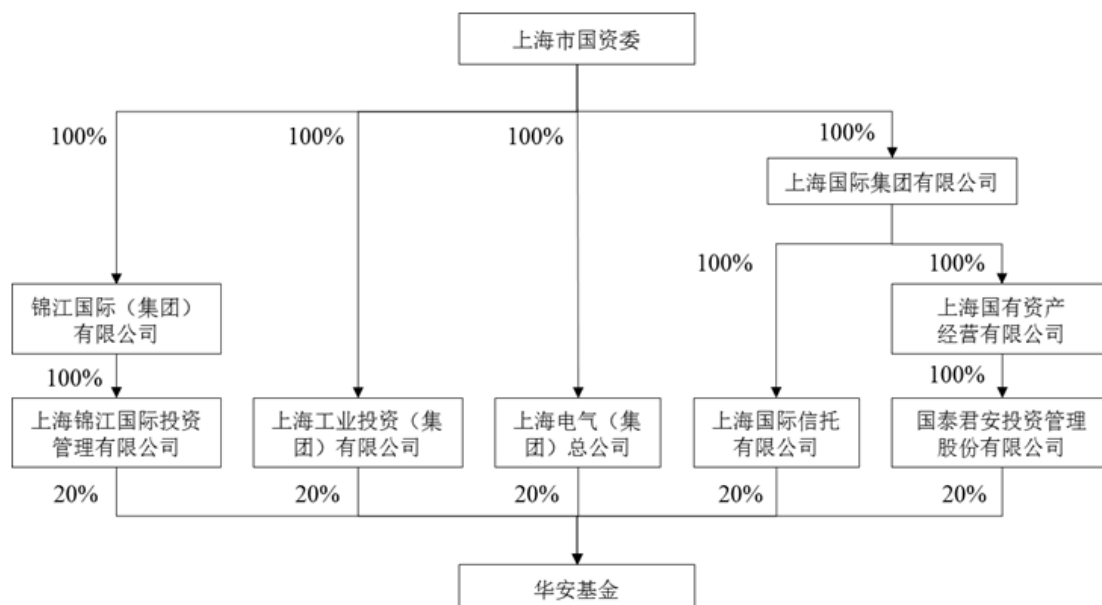 上海市国资委
100%
100%
100%
100%
上海国际集团有限公司
100%
100%
锦江国际（集团）
有限公司
上海国有资产
经营有限公司
100%
100%
上海锦江国际投资
管理有限公司
上海工业投资（集
团）有限公司
上海电气（集
团）总公司
上海国际信托
有限公司
国泰君安投资管理
股份有限公司
20%
20%
20%
20%
20%
华安基金